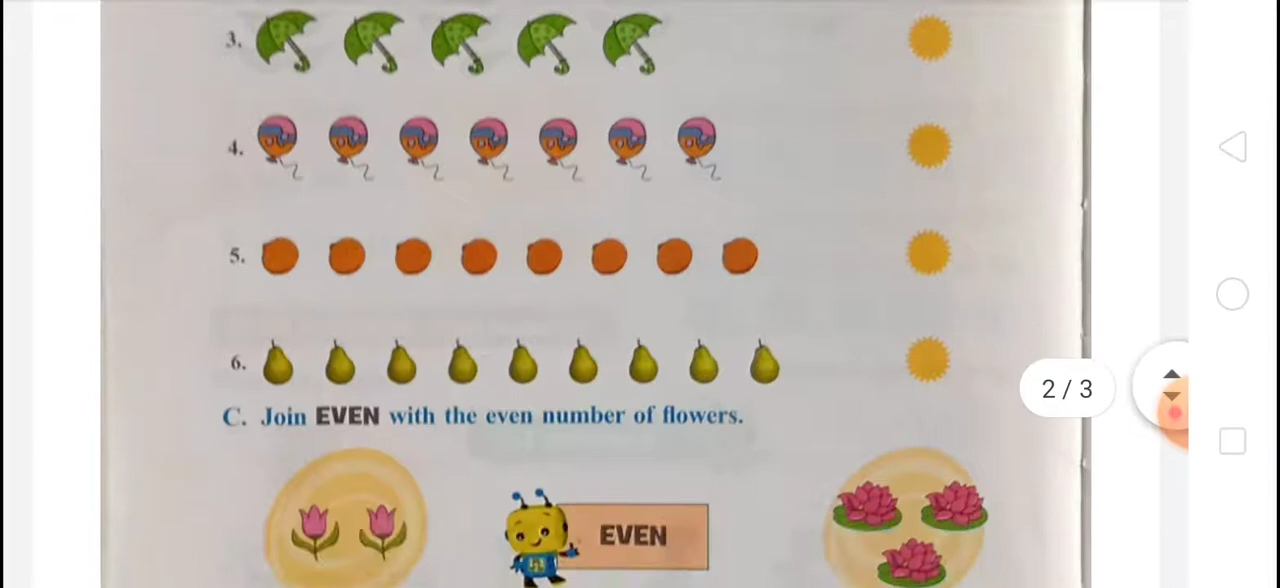 3.
4.
5.
6.
2 / 3
C. Join EVEN with the even number of flowers.
EVEN